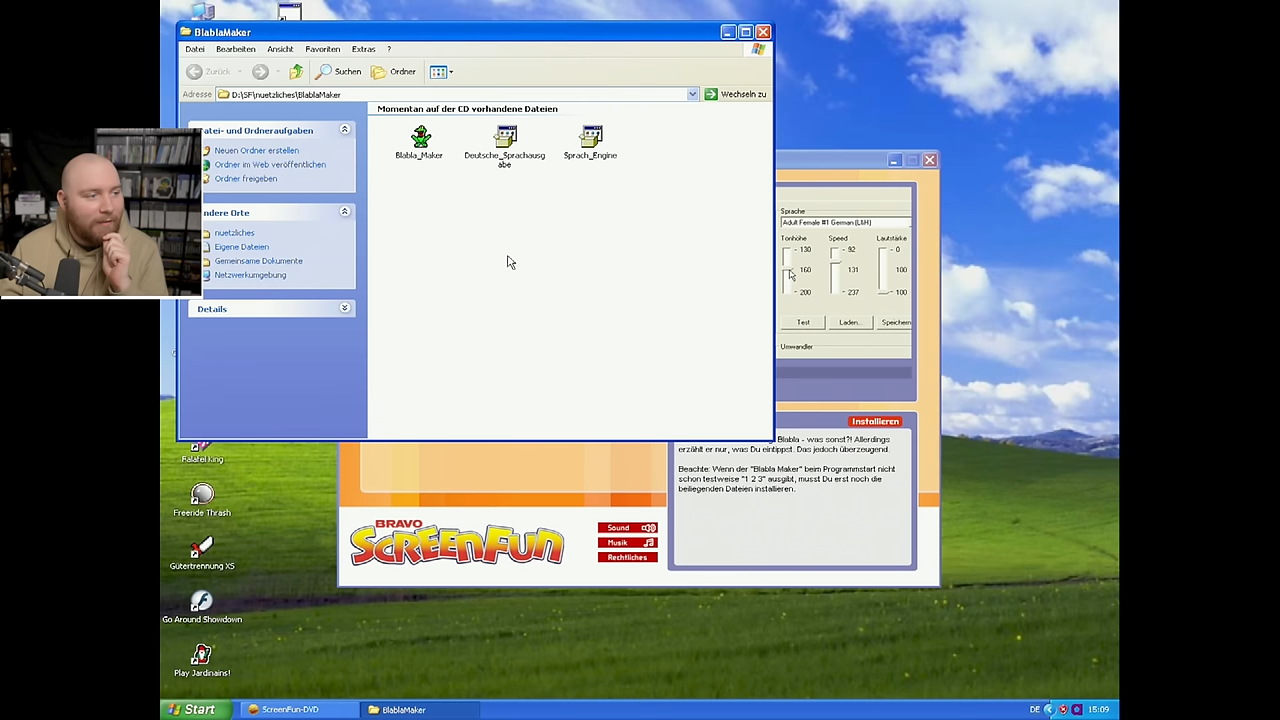 BlablaMaker
Datei Bearbeiten Ansicht Favoriten Extras ?
Zurück Suchen Ordner
Adresse D:\SF\nuetzliches\BlablaMaker Wechseln zu
Momentan auf der CD vorhandene Dateien
atei- und Ordneraufgaben
Neuen Ordner erstellen
Ordner im Web veröffentlichen
Ordner freigeben
ndere Orte
nuetzliches
Eigene Dateien
Gemeinsame Dokumente
Netzwerkumgebung
Details
Blabla_Maker
Deutsche_Sprachausg
abe
Sprach_Engine
Sprache
Adult Female #1 German (L&H)
Tonhöhe Speed Lautstärke
130 92 0
160 131 100
200 237 100
Test Laden... Speichern
Umwandler
Installieren
Blabla - was sonst?! Allerdings
erzählt er nur, was Du eintippst. Das jedoch überzeugend.
Beachte: Wenn der "Blabla Maker" beim Programmstart nicht
schon testweise "1 2 3" ausgibt, musst Du erst noch die
beiliegenden Dateien installieren.
BRAVO
SCREENFUN
Sound
Musik
Rechtliches
Ralatei King
Freeride Thrash
Gütertrennung XS
Go Around Showdown
Play Jardinains!
Start ScreenFun-DVD BlablaMaker DE 15:09